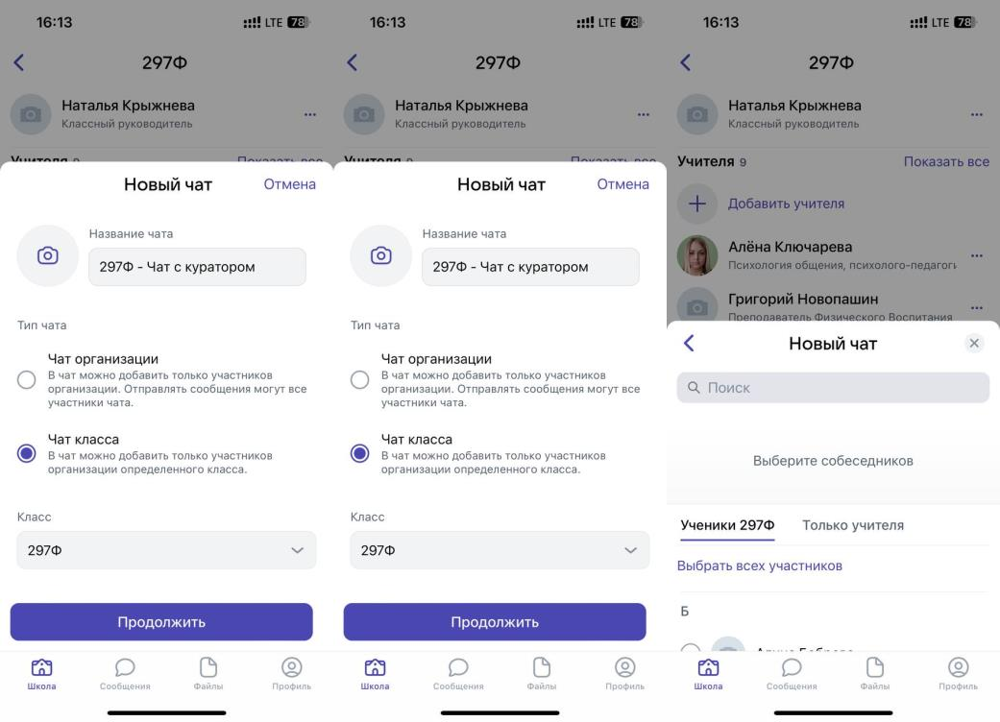 16:13
LTE 78
297Ф
Наталья Крыжнева
Классный руководитель
Учителя 9
Показать все
Новый чат
Отмена
Название чата
297Ф - Чат с куратором
Тип чата
Чат организации
В чат можно добавить только участников
организации. Отправлять сообщения могут все
участники чата.
Чат класса
В чат можно добавить только участников
организации определенного класса.
Класс
297Ф
Продолжить
Школа
Сообщения
Файлы
Профиль
16:13
LTE 78
297Ф
Наталья Крыжнева
Классный руководитель
Учителя 9
Показать все
Новый чат
Отмена
Название чата
297Ф - Чат с куратором
Тип чата
Чат организации
В чат можно добавить только участников
организации. Отправлять сообщения могут все
участники чата.
Чат класса
В чат можно добавить только участников
организации определенного класса.
Класс
297Ф
Продолжить
Школа
Сообщения
Файлы
Профиль
16:13
LTE 78
297Ф
Наталья Крыжнева
Классный руководитель
Учителя 9
Показать все
Добавить учителя
Алёна Ключарева
Психология общения, психолого-педагоги
Григорий Новопашин
Преподаватель Физического Воспитания
Новый чат
Поиск
Выберите собеседников
Ученики 297Ф
Только учителя
Выбрать всех участников
Б
Школа
Сообщения
Файлы
Профиль